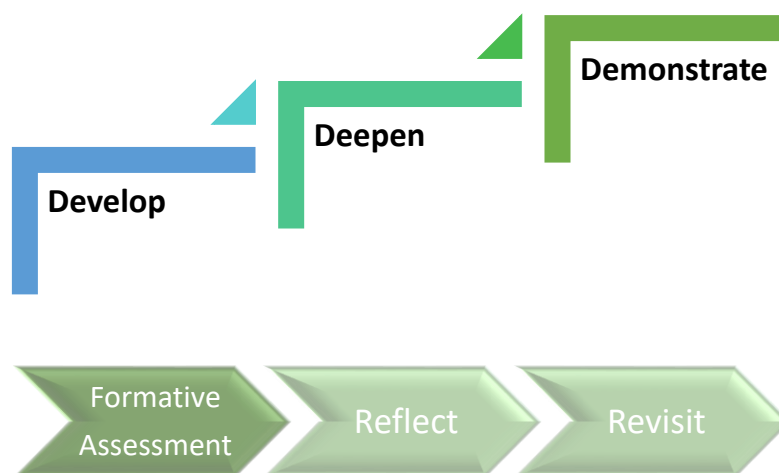 Develop
Deepen
Demonstrate
Formative
Assessment
Reflect
Revisit